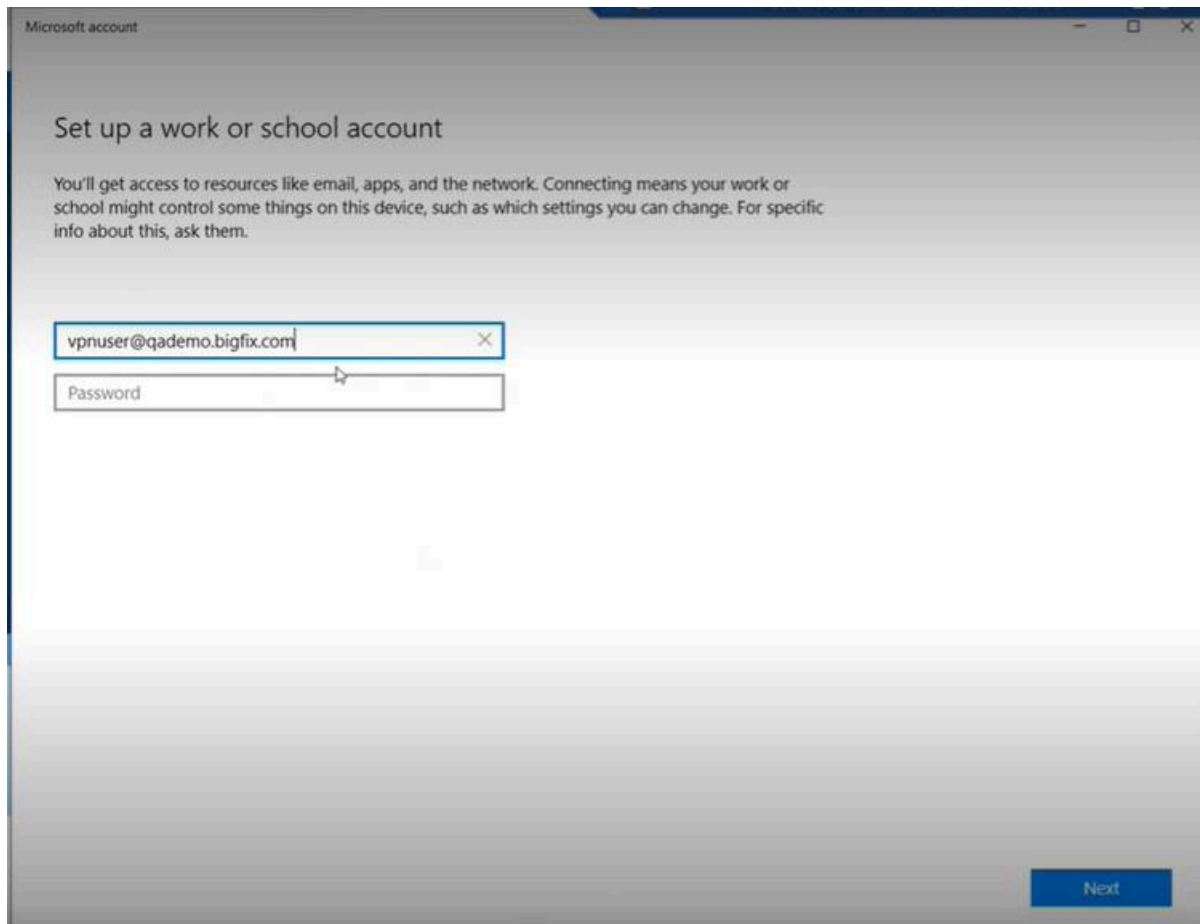 Microsoft account
Set up a work or school account
You'll get access to resources like email, apps, and the network. Connecting means your work or
school might control some things on this device, such as which settings you can change. For specific
info about this, ask them.
vpnuser@qademo.bigfix.com
Password
Next